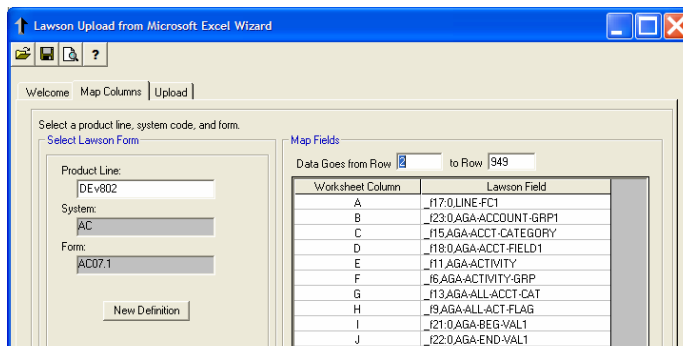 Lawson Upload from Microsoft Excel Wizard
?
Welcome Map Columns Upload
Select a product line, system code, and form.
Select Lawson Form
Product Line:
DEv802
System:
AC
Form:
AC07.1
New Definition
Map Fields
Data Goes from Row 2 to Row 949
Worksheet Column Lawson Field
A _f17:0,LINE-FC1
B _f23:0,AGA-ACCOUNT-GRP1
C _f15,AGA-ACCT-CATEGORY
D _f18:0,AGA-ACCT-FIELD1
E _f11,AGA-ACTIVITY
F _f6,AGA-ACTIVITY-GRP
G _f13,AGA-ALL-ACCT-CAT
H _f9,AGA-ALL-ACT-FLAG
I _f21:0,AGA-BEG-VAL1
J _f22:0,AGA-END-VAL1